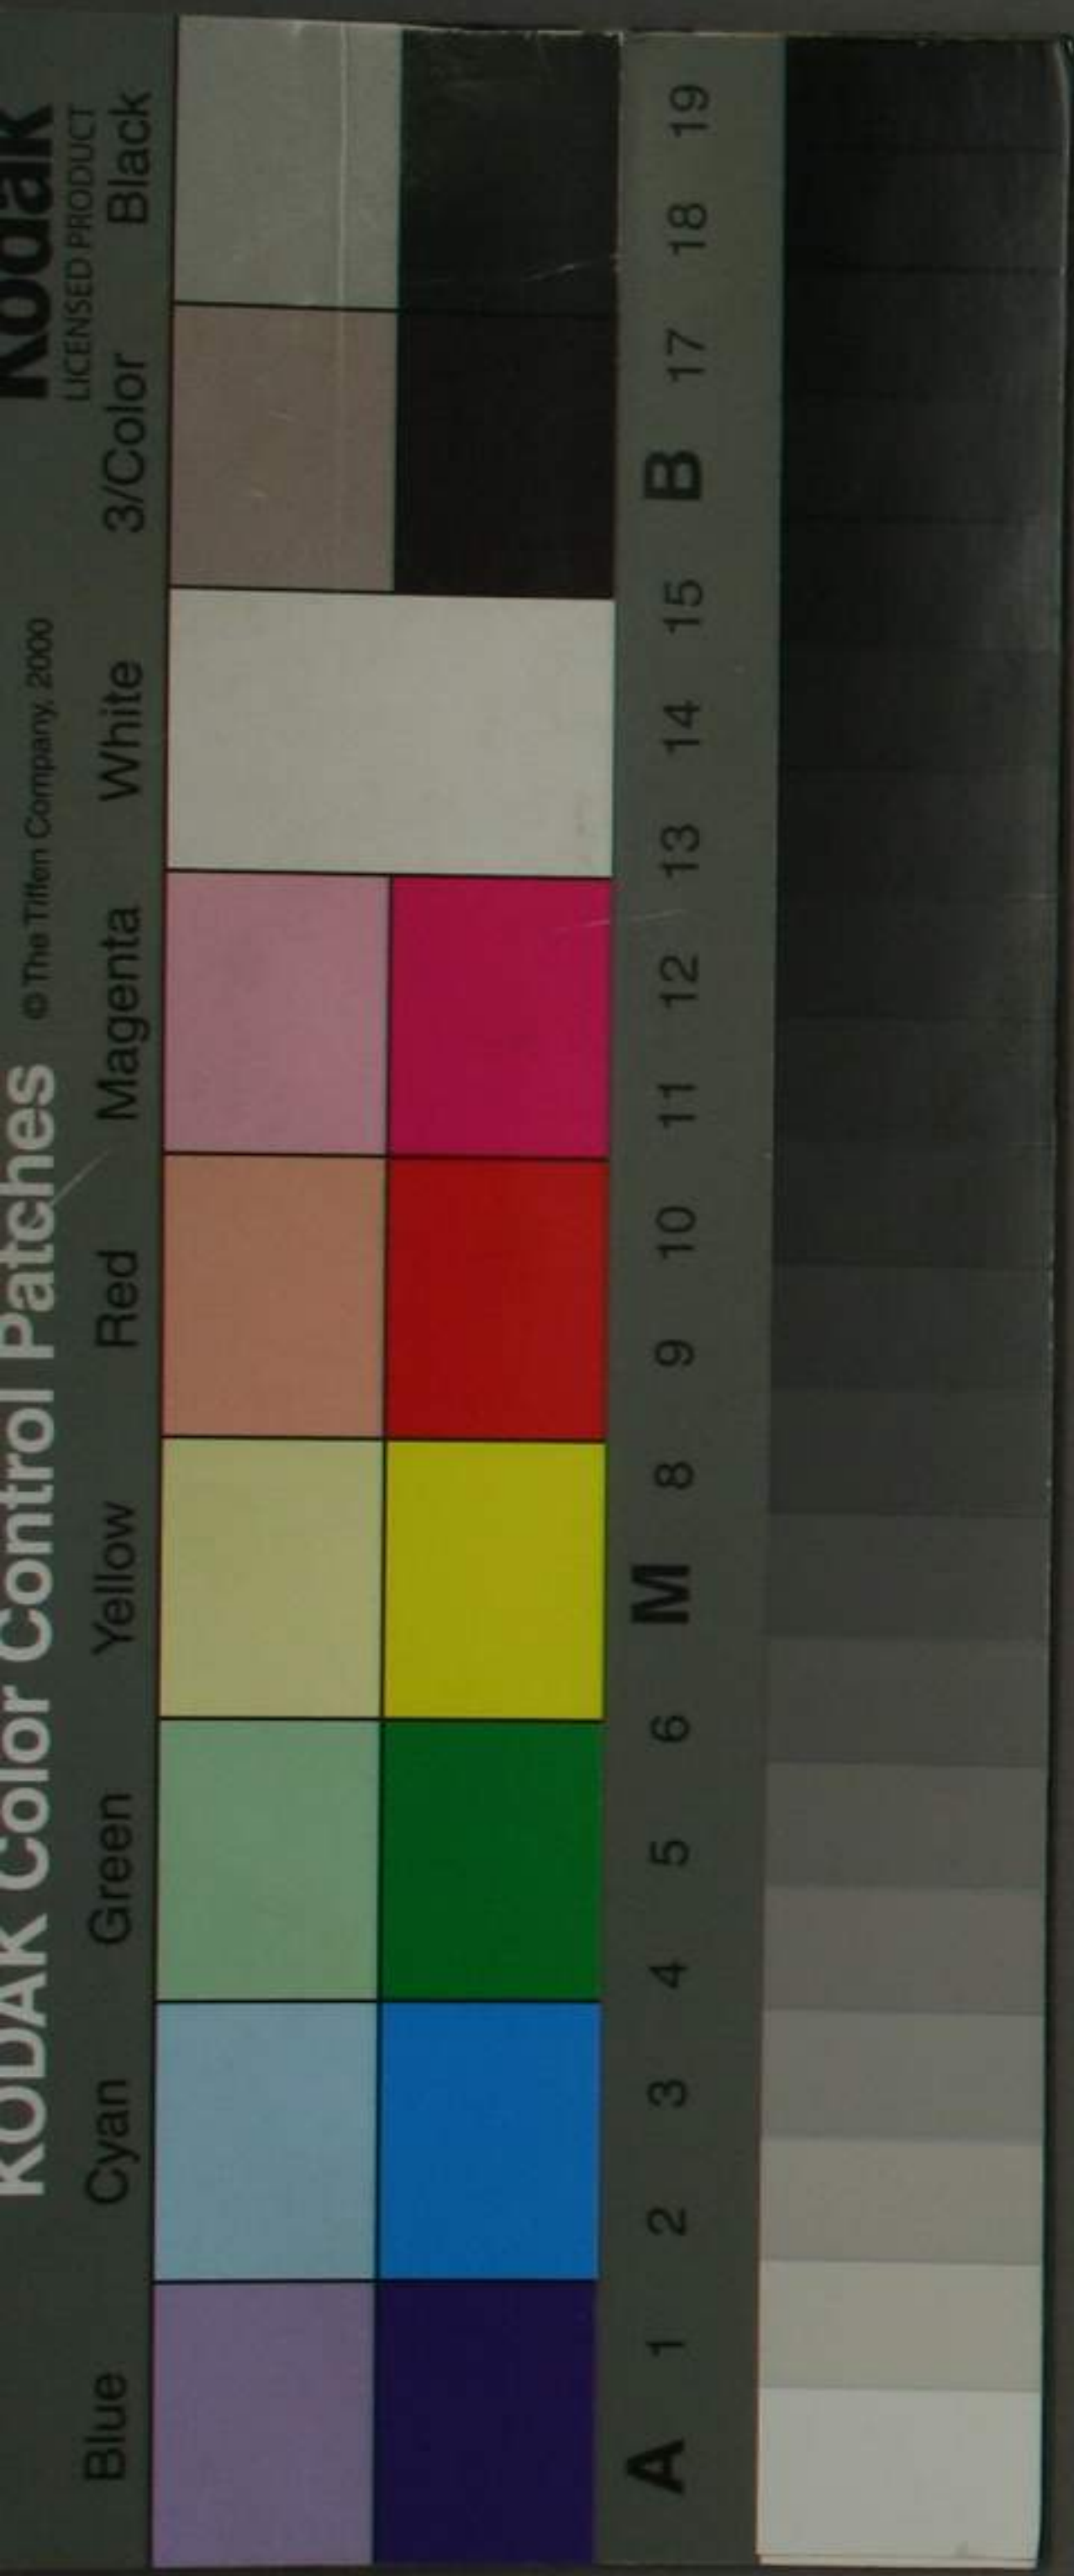 Kodak
LICENSED PRODUCT
KODAK Color Control Patches © The Tiffen Company, 2000
Blue Cyan Green Yellow Red Magenta White 3/Color Black
A 1 2 3 4 5 6 M 8 9 10 11 12 13 14 15 B 17 18 19